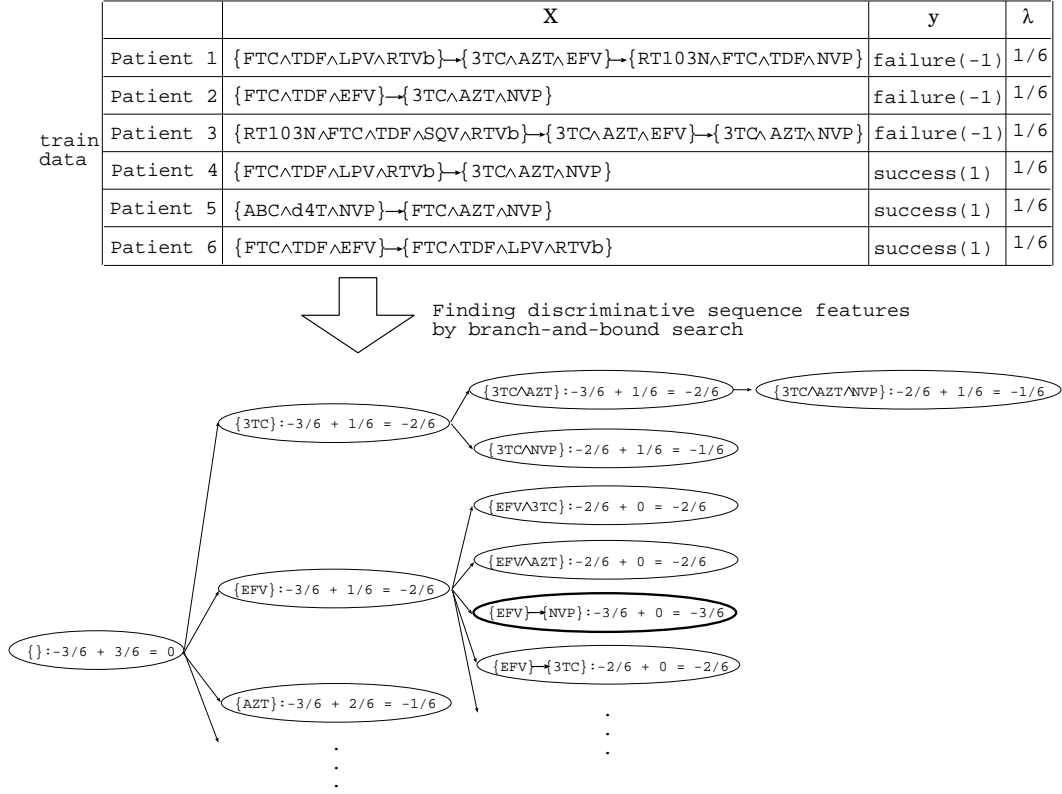 X y λ
Patient 1 {FTC∧TDF∧LPV∧RTVb}→{3TC∧AZT∧EFV}→{RT103N∧FTC∧TDF∧NVP} failure(-1) 1/6
Patient 2 {FTC∧TDF∧EFV}→{3TC∧AZT∧NVP} failure(-1) 1/6
train data
Patient 3 {RT103N∧FTC∧TDF∧SQV∧RTVb}→{3TC∧AZT∧EFV}→{3TC∧AZT∧NVP} failure(-1) 1/6
Patient 4 {FTC∧TDF∧LPV∧RTVb}→{3TC∧AZT∧NVP} success(1) 1/6
Patient 5 {ABC∧d4T∧NVP}→{FTC∧AZT∧NVP} success(1) 1/6
Patient 6 {FTC∧TDF∧EFV}→{FTC∧TDF∧LPV∧RTVb} success(1) 1/6
Finding discriminative sequence features
by branch-and-bound search
{3TC∧AZT}:-3/6 + 1/6 = -2/6
{3TC∧AZT∧NVP}:-2/6 + 1/6 = -1/6
{3TC}:-3/6 + 1/6 = -2/6
{3TC∧NVP}:-2/6 + 1/6 = -1/6
{EFV∧3TC}:-2/6 + 0 = -2/6
{EFV∧AZT}:-2/6 + 0 = -2/6
{EFV}:-3/6 + 1/6 = -2/6
{EFV}→{NVP}:-3/6 + 0 = -3/6
{}:-3/6 + 3/6 = 0
{EFV}→{3TC}:-2/6 + 0 = -2/6
{AZT}:-3/6 + 2/6 = -1/6